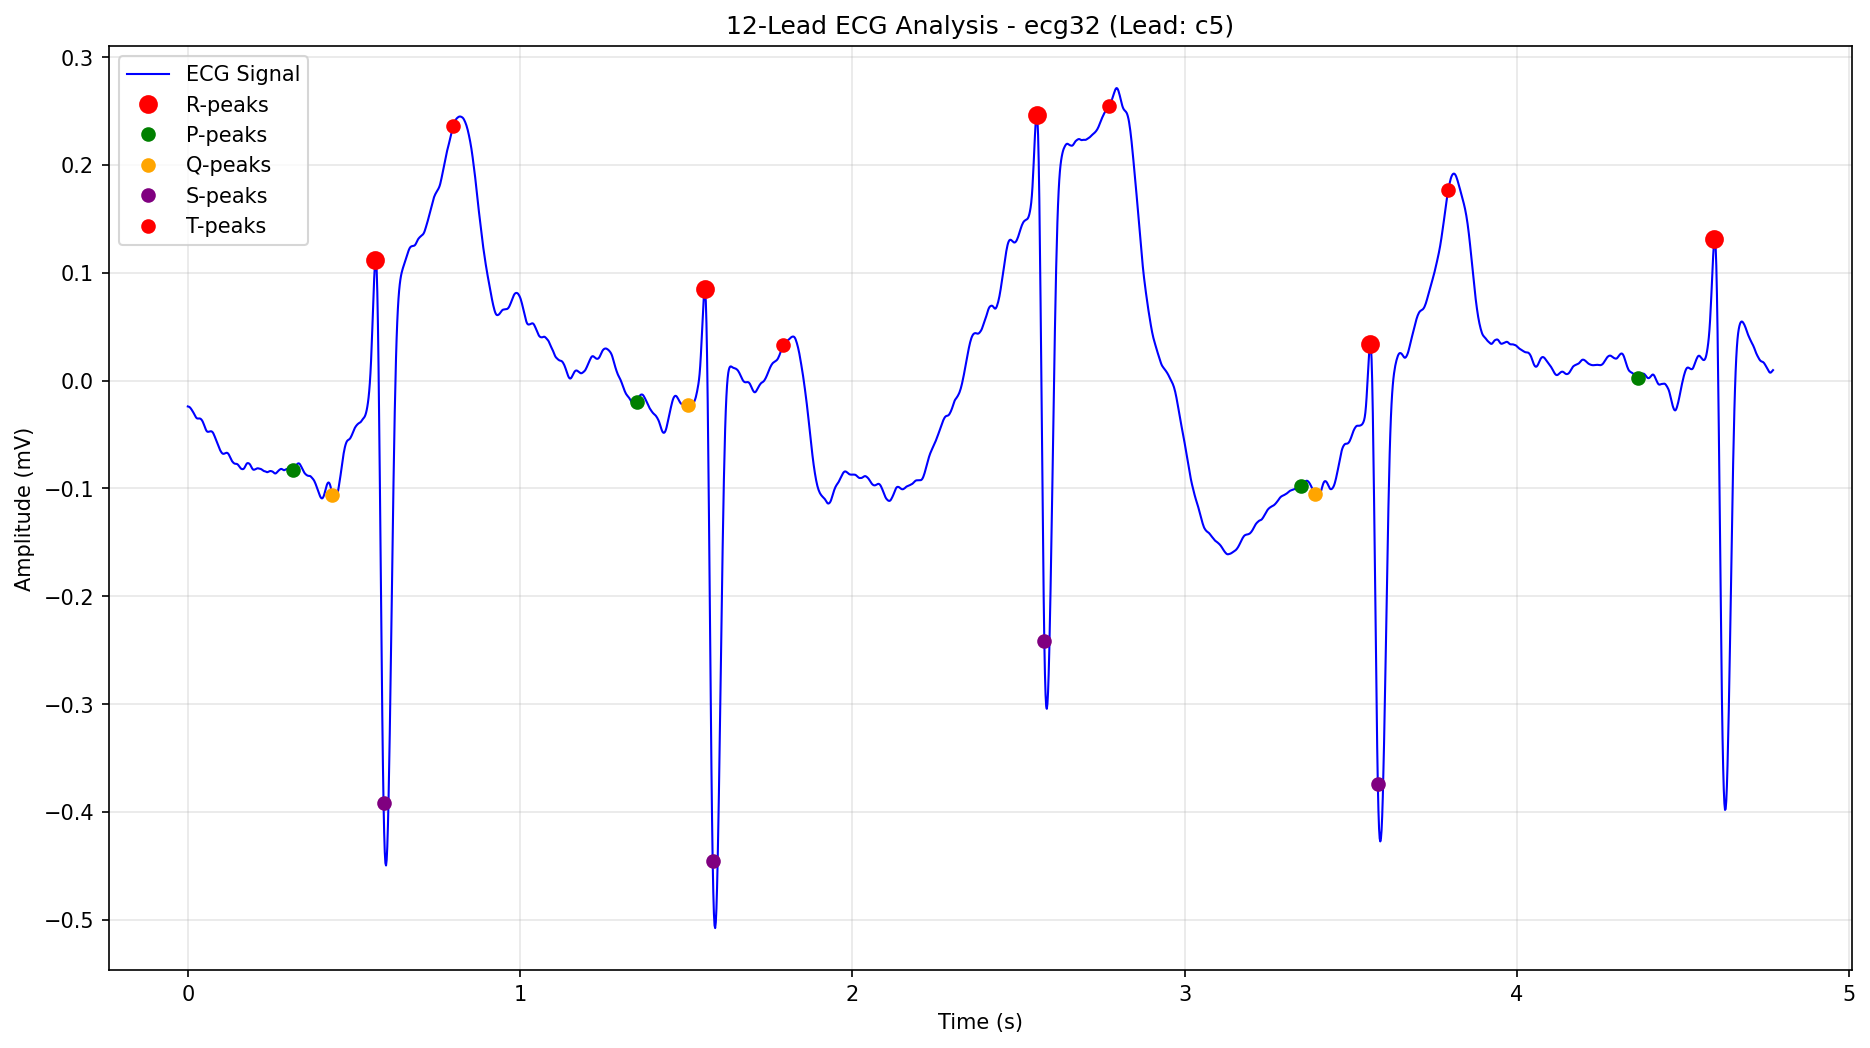 12-Lead ECG Analysis - ecg32 (Lead: c5)
ECG Signal
R-peaks
P-peaks
Q-peaks
S-peaks
T-peaks
0.3
0.2
0.1
0.0
−0.1
−0.2
−0.3
−0.4
−0.5
Amplitude (mV)
0 1 2 3 4 5
Time (s)